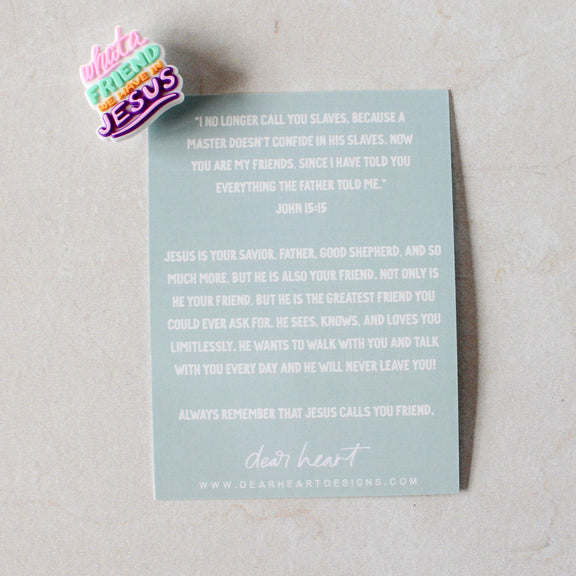 what a
FRIEND
WE HAVE IN
JESUS
"I NO LONGER CALL YOU SLAVES, BECAUSE A
MASTER DOESN'T CONFIDE IN HIS SLAVES. NOW
YOU ARE MY FRIENDS, SINCE I HAVE TOLD YOU
EVERYTHING THE FATHER TOLD ME."
JOHN 15:15
JESUS IS YOUR SAVIOR, FATHER, GOOD SHEPHERD, AND SO
MUCH MORE, BUT HE IS ALSO YOUR FRIEND. NOT ONLY IS
HE YOUR FRIEND, BUT HE IS THE GREATEST FRIEND YOU
COULD EVER ASK FOR. HE SEES, KNOWS, AND LOVES YOU
LIMITLESSLY. HE WANTS TO WALK WITH YOU AND TALK
WITH YOU EVERY DAY AND HE WILL NEVER LEAVE YOU!
ALWAYS REMEMBER THAT JESUS CALLS YOU FRIEND.
dear heart
WWW.DEARHEARTDESIGNS.COM